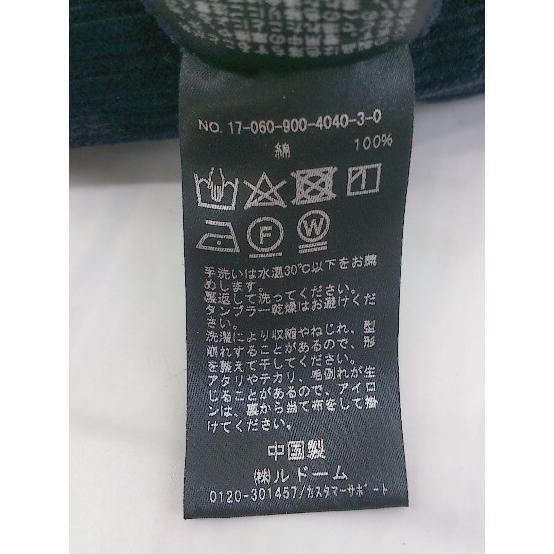 NO. 17-060-900-4040-3-0
綿 100%
F W
手洗いは水温30℃以下をお薦
めします。
裏返して洗ってください。
タンブラー乾燥はお避けくだ
さい。
洗濯により収縮やねじれ、型
崩れすることがあるので、形
を整えて干してください。
アタリやテカリ、毛倒れが生
じることがあるので、アイロ
ンは、裏から当て布をして掛
けてください。
中国製
㈱ルドーム
0120-301457/カスタマーサポート